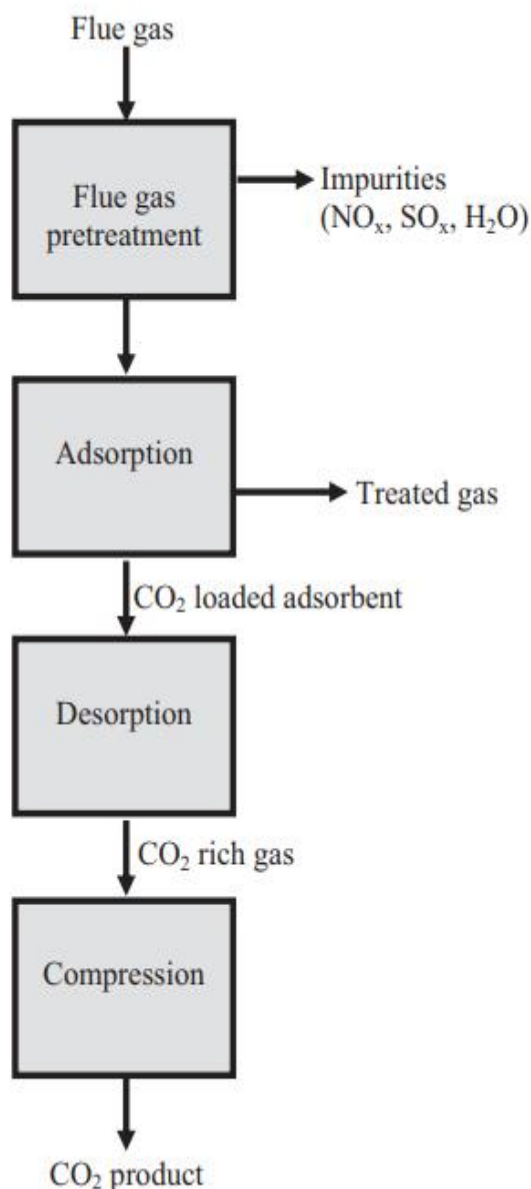 Flue gas
Flue gas
pretreatment
Impurities
(NOₓ, SOₓ, H₂O)
Adsorption
Treated gas
CO₂ loaded adsorbent
Desorption
CO₂ rich gas
Compression
CO₂ product